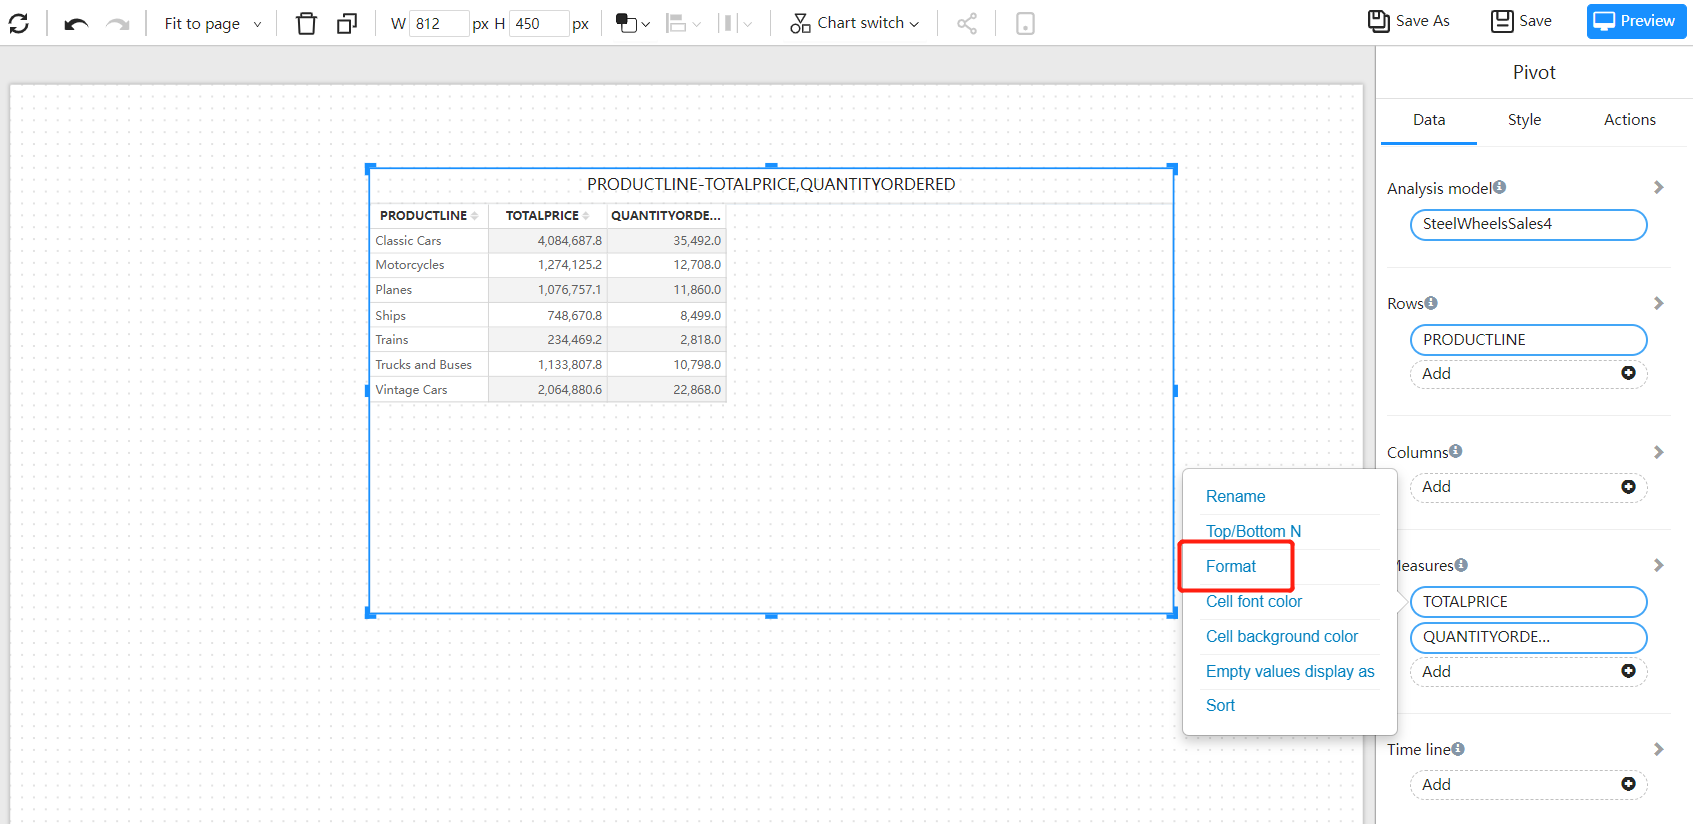 Fit to page W 812 px H 450 px Chart switch Save As Save Preview
Pivot
Data Style Actions
PRODUCTLINE-TOTALPRICE,QUANTITYORDERED
PRODUCTLINE TOTALPRICE QUANTITYORDE...
Classic Cars 4,084,687.8 35,492.0
Motorcycles 1,274,125.2 12,708.0
Planes 1,076,757.1 11,860.0
Ships 748,670.8 8,499.0
Trains 234,469.2 2,818.0
Trucks and Buses 1,133,807.8 10,798.0
Vintage Cars 2,064,880.6 22,868.0
Rename
Top/Bottom N
Format
Cell font color
Cell background color
Empty values display as
Sort
Analysis model
SteelWheelsSales4
Rows
PRODUCTLINE
Add
Columns
Add
Measures
TOTALPRICE
QUANTITYORDE...
Add
Time line
Add